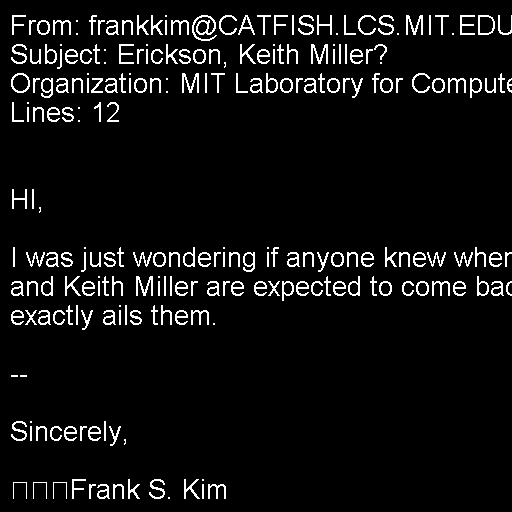 From: frankkim@CATFISH.LCS.MIT.EDU
Subject: Erickson, Keith Miller?
Organization: MIT Laboratory for Compute
Lines: 12
HI,
I was just wondering if anyone knew wher
and Keith Miller are expected to come bac
exactly ails them.
--
Sincerely,
Frank S. Kim